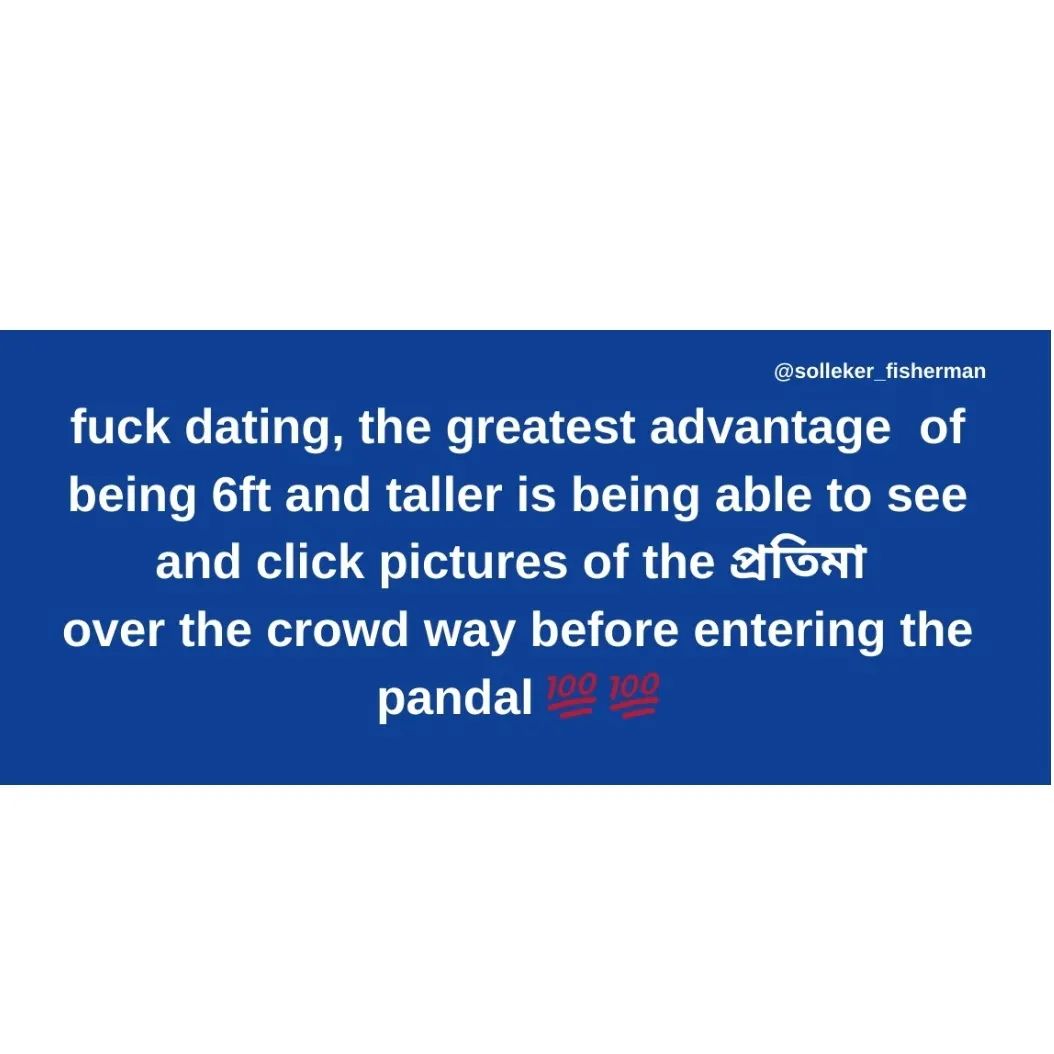 @solleker_fisherman
fuck dating, the greatest advantage  of
being 6ft and taller is being able to see
and click pictures of the প্রতিমা
over the crowd way before entering the
pandal 💯 💯